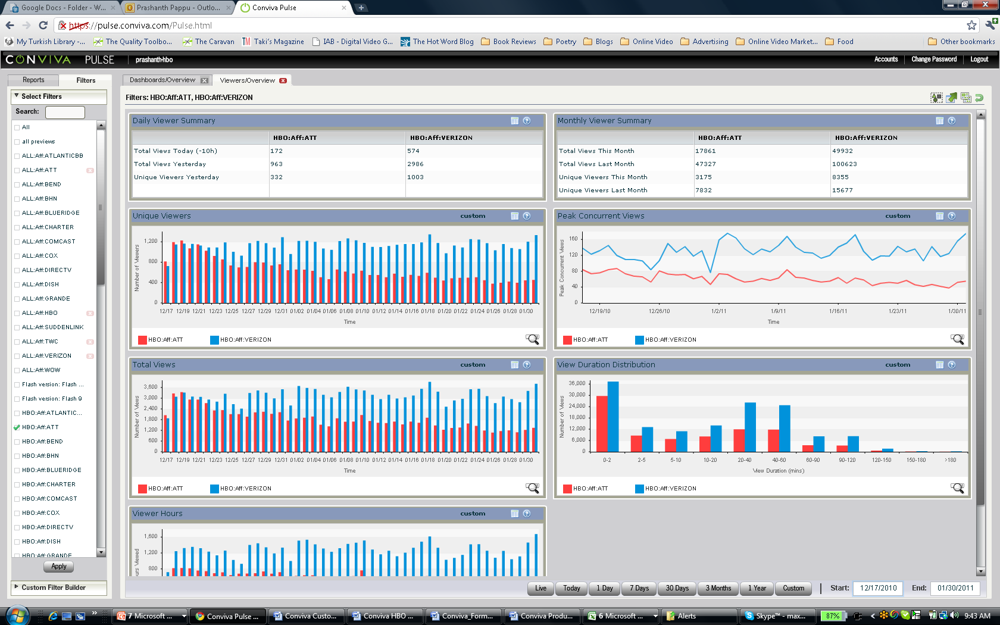 Google Docs - Folder - W...
Prashanth Pappu - Outlo...
Conviva Pulse
https://pulse.conviva.com/Pulse.html
My Turkish Library -...
The Quality Toolbo...
The Caravan
TM Taki's Magazine
IAB - Digital Video G...
The Hot Word Blog
Book Reviews
Poetry
Blogs
Online Video
Advertising
Online Video Market...
Food
Other bookmarks
CONVIVA PULSE
prashanth-hbo
Accounts
Change Password
Logout
Reports
Filters
Dashboards/Overview
Viewers/Overview
Select Filters
Search:
All
all previews
ALL:Aff:ATLANTICBB
ALL:Aff:ATT
ALL:Aff:BEND
ALL:Aff:BHN
ALL:Aff:BLUERIDGE
ALL:Aff:CHARTER
ALL:Aff:COMCAST
ALL:Aff:COX
ALL:Aff:DIRECTV
ALL:Aff:DISH
ALL:Aff:GRANDE
ALL:Aff:HBO
ALL:Aff:SUDDENLINK
ALL:Aff:TWC
ALL:Aff:VERIZON
ALL:Aff:WOW
Flash version: Flash ...
Flash version: Flash 9
HBO:Aff:ATLANTIC...
HBO:Aff:ATT
HBO:Aff:BEND
HBO:Aff:BHN
HBO:Aff:BLUERIDGE
HBO:Aff:CHARTER
HBO:Aff:COMCAST
HBO:Aff:COX
HBO:Aff:DIRECTV
HBO:Aff:DISH
HBO:Aff:GRANDE
Apply
Custom Filter Builder
Filters: HBO:Aff:ATT, HBO:Aff:VERIZON
Daily Viewer Summary
HBO:Aff:ATT HBO:Aff:VERIZON
Total Views Today (-10h) 172 574
Total Views Yesterday 963 2986
Unique Viewers Yesterday 332 1003
Monthly Viewer Summary
HBO:Aff:ATT HBO:Aff:VERIZON
Total Views This Month 17861 49932
Total Views Last Month 47327 100623
Unique Viewers This Month 3175 8355
Unique Viewers Last Month 7832 15677
Unique Viewers custom
Number of Viewers
1,200
800
400
0
12/17 12/19 12/21 12/23 12/25 12/27 12/29 12/31 01/02 01/04 01/06 01/08 01/10 01/12 01/14 01/16 01/18 01/20 01/22 01/24 01/26 01/28 01/30
Time
HBO:Aff:ATT HBO:Aff:VERIZON
Peak Concurrent Views custom
Peak Concurrent Views
160
120
80
40
0
12/19/10 12/26/10 1/2/11 1/9/11 1/16/11 1/23/11 1/30/11
Time
HBO:Aff:ATT HBO:Aff:VERIZON
Total Views custom
Number of Views
3,600
3,000
2,400
1,800
1,200
600
0
12/17 12/19 12/21 12/23 12/25 12/27 12/29 12/31 01/02 01/04 01/06 01/08 01/10 01/12 01/14 01/16 01/18 01/20 01/22 01/24 01/26 01/28 01/30
Time
HBO:Aff:ATT HBO:Aff:VERIZON
View Duration Distribution custom
Number of Views
36,000
30,000
24,000
18,000
12,000
6,000
0
0-2 2-5 5-10 10-20 20-40 40-60 60-90 90-120 120-150 150-180 >180
View Duration (mins)
HBO:Aff:ATT HBO:Aff:VERIZON
Viewer Hours custom
1,600
1,200
800
Viewed
Live
Today
1 Day
7 Days
30 Days
3 Months
1 Year
Custom
Start: 12/17/2010
End: 01/30/2011
7 Microsoft ...
Conviva Pulse ...
Conviva Custo...
Conviva HBO ...
Conviva_Form...
Conviva Produ...
6 Microsoft ...
Alerts
Skype™ - max...
87%
9:43 AM